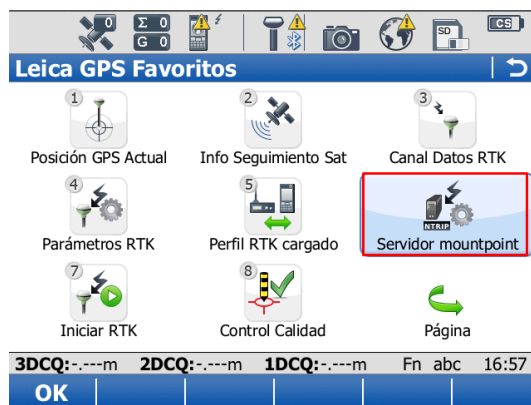 0
Σ 0
G 0
SD
CS
Leica GPS Favoritos
1
2
3
Posición GPS Actual
Info Seguimiento Sat
Canal Datos RTK
4
5
NTRIP
Parámetros RTK
Perfil RTK cargado
Servidor mountpoint
7
8
Iniciar RTK
Control Calidad
Página
3DCQ:-.---m 2DCQ:-.---m 1DCQ:-.---m Fn abc 16:57
OK